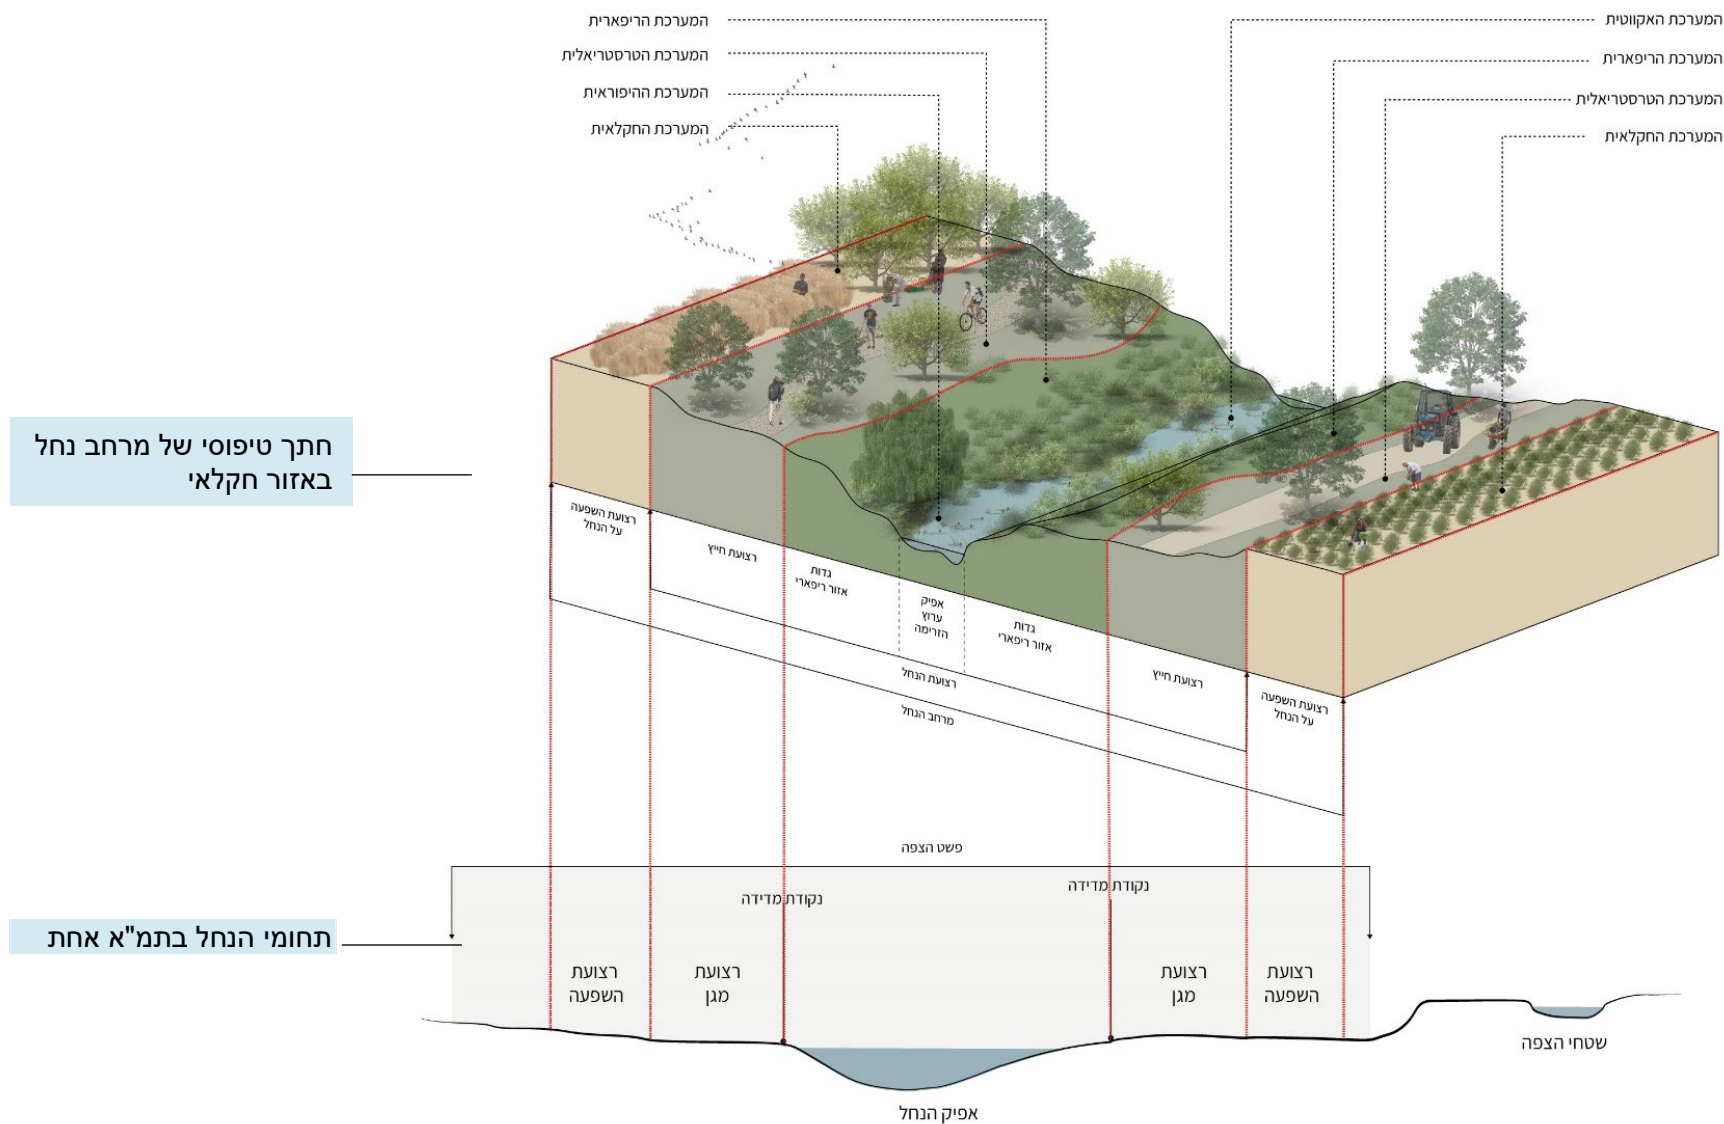 המערכת האקווטית
המערכת הריפארית
המערכת הטרסטריאלית
המערכת החקלאית
המערכת הריפארית
המערכת הטרסטריאלית
המערכת ההיפוראית
המערכת החקלאית
חתך טיפוסי של מרחב נחל
באזור חקלאי
רצועת השפעה
על הנחל
רצועת חייץ
גדות
אזור ריפארי
אפיק
ערוץ
הזרימה
גדות
אזור ריפארי
רצועת חייץ
רצועת השפעה
על הנחל
רצועת הנחל
מרחב הנחל
פשט הצפה
נקודת מדידה
נקודת מדידה
תחומי הנחל בתמ"א אחת
רצועת
השפעה
רצועת
מגן
רצועת
מגן
רצועת
השפעה
שטחי הצפה
אפיק הנחל